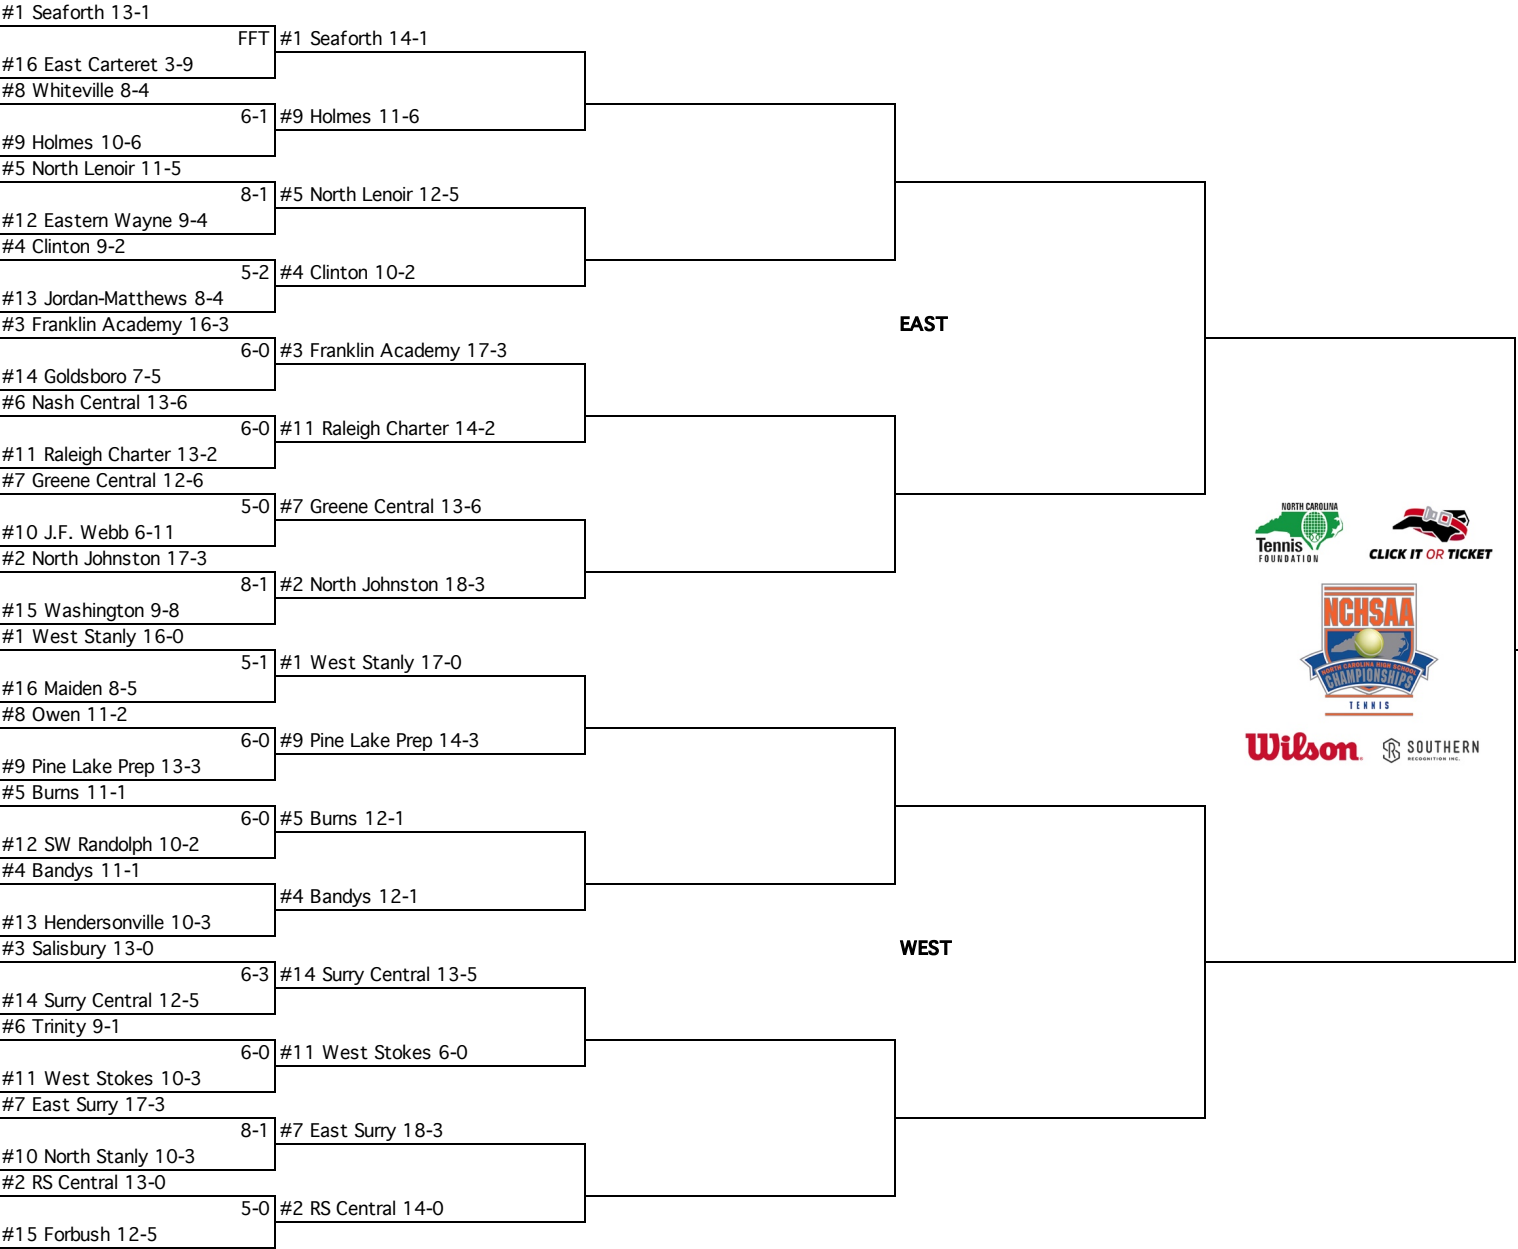 #1 Seaforth 13-1
FFT #1 Seaforth 14-1
#16 East Carteret 3-9
#8 Whiteville 8-4
6-1 #9 Holmes 11-6
#9 Holmes 10-6
#5 North Lenoir 11-5
8-1 #5 North Lenoir 12-5
#12 Eastern Wayne 9-4
#4 Clinton 9-2
5-2 #4 Clinton 10-2
#13 Jordan-Matthews 8-4
#3 Franklin Academy 16-3
EAST
6-0 #3 Franklin Academy 17-3
#14 Goldsboro 7-5
#6 Nash Central 13-6
6-0 #11 Raleigh Charter 14-2
#11 Raleigh Charter 13-2
#7 Greene Central 12-6
5-0 #7 Greene Central 13-6
#10 J.F. Webb 6-11
#2 North Johnston 17-3
8-1 #2 North Johnston 18-3
#15 Washington 9-8
#1 West Stanly 16-0
5-1 #1 West Stanly 17-0
#16 Maiden 8-5
#8 Owen 11-2
6-0 #9 Pine Lake Prep 14-3
#9 Pine Lake Prep 13-3
#5 Burns 11-1
6-0 #5 Burns 12-1
#12 SW Randolph 10-2
#4 Bandys 11-1
#4 Bandys 12-1
#13 Hendersonville 10-3
#3 Salisbury 13-0
WEST
6-3 #14 Surry Central 13-5
#14 Surry Central 12-5
#6 Trinity 9-1
6-0 #11 West Stokes 6-0
#11 West Stokes 10-3
#7 East Surry 17-3
8-1 #7 East Surry 18-3
#10 North Stanly 10-3
#2 RS Central 13-0
5-0 #2 RS Central 14-0
#15 Forbush 12-5
NORTH CAROLINA
Tennis
FOUNDATION
CLICK IT OR TICKET
NCHSAA
NORTH CAROLINA HIGH SCHOOL
CHAMPIONSHIPS
TENNIS
Wilson
SOUTHERN
RECOGNITION INC.